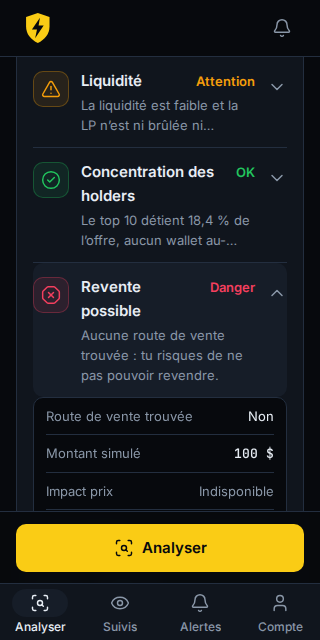 Liquidité Attention
La liquidité est faible et la
LP n’est ni brûlée ni...
Concentration des OK
holders
Le top 10 détient 18,4 % de
l’offre, aucun wallet au-...
Revente Danger
possible
Aucune route de vente
trouvée : tu risques de ne
pas pouvoir revendre.
Route de vente trouvée Non
Montant simulé 100 $
Impact prix Indisponible
Analyser
Analyser Suivis Alertes Compte